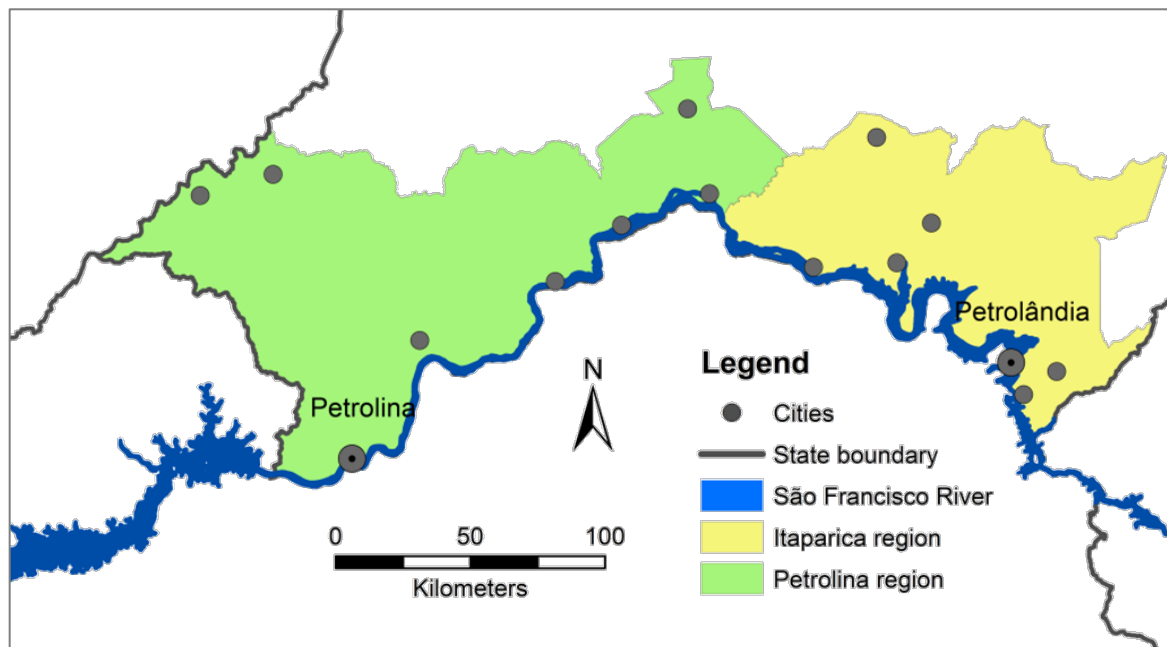 Petrolândia
Petrolina
N
0 50 100
Kilometers
Legend
Cities
State boundary
São Francisco River
Itaparica region
Petrolina region